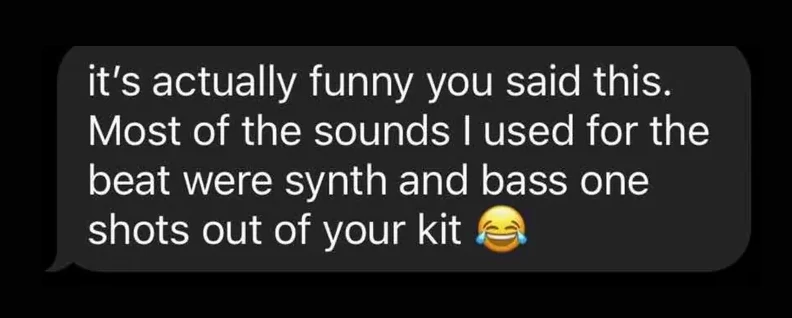 it’s actually funny you said this.
Most of the sounds I used for the
beat were synth and bass one
shots out of your kit 😂